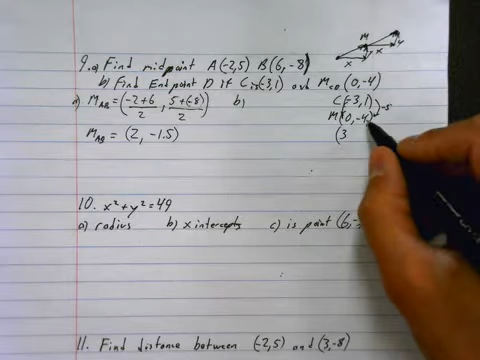 M
x y
x y
9. a) Find midpoint A(-2,5) B(6,-8)
b) Find Endpoint D if C is (-3,1) and M_CD (0,-4)
a) M_AB = (-2+6/2 , 5+(-8)/2) b) C(-3,1) -5
M(0,-4)
M_AB = (2, -1.5) (3
10. x²+y²=49
a) radius b) x intercepts c) is point (6,-
11. Find distance between (-2,5) and (3,-8)